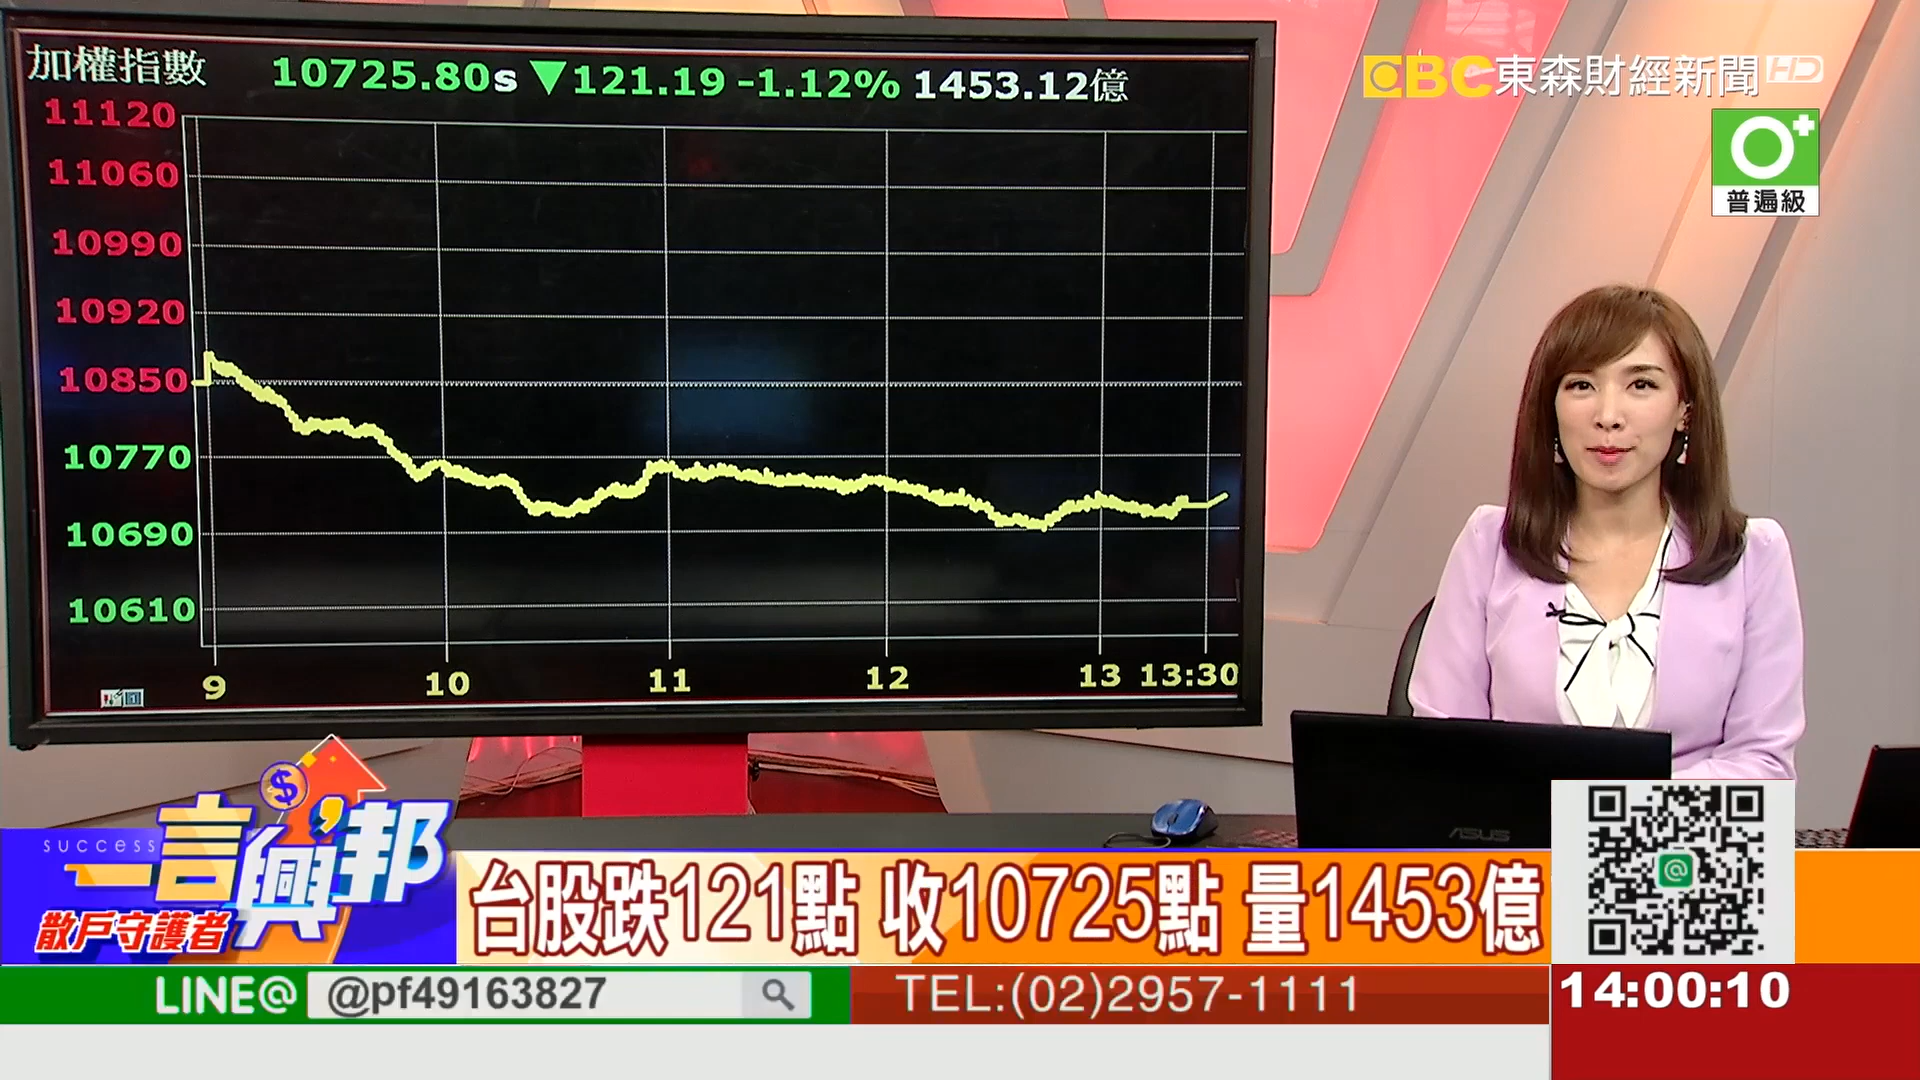 加權指數 10725.80s ▼121.19 -1.12% 1453.12億
11120
11060
10990
10920
10850
10770
10690
10610
9 10 11 12 13 13:30
EBC 東森財經新聞 HD
O+
普遍級
ASUS
success
一言興邦
散戶守護者
台股跌121點 收10725點 量1453億
LINE@ @pf49163827
TEL:(02)2957-1111
14:00:10